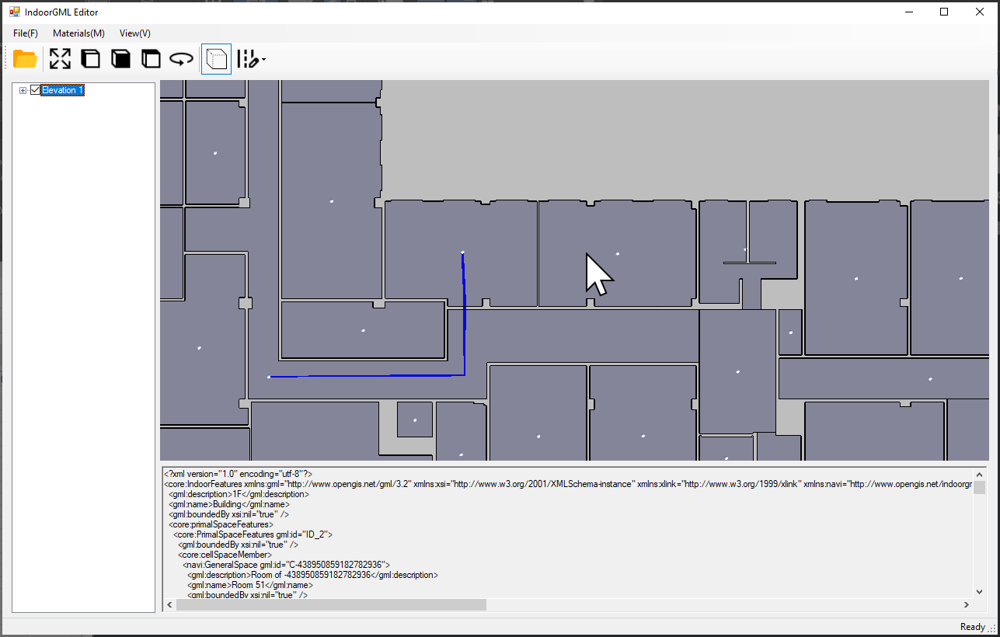 IndoorGML Editor
File(F) Materials(M) View(V)
Elevation 1
<?xml version="1.0" encoding="utf-8"?>
<core:IndoorFeatures xmlns:gml="http://www.opengis.net/gml/3.2" xmlns:xsi="http://www.w3.org/2001/XMLSchema-instance" xmlns:xlink="http://www.w3.org/1999/xlink" xmlns:navi="http://www.opengis.net/indoorgr
<gml:description>1F</gml:description>
<gml:name>Building</gml:name>
<gml:boundedBy xsi:nil="true" />
<core:primalSpaceFeatures>
<core:PrimalSpaceFeatures gml:id="ID_2">
<gml:boundedBy xsi:nil="true" />
<core:cellSpaceMember>
<navi:GeneralSpace gml:id="C-438950859182782936">
<gml:description>Room of -438950859182782936</gml:description>
<gml:name>Room 51</gml:name>
<gml:boundedBy xsi:nil="true" />
Ready